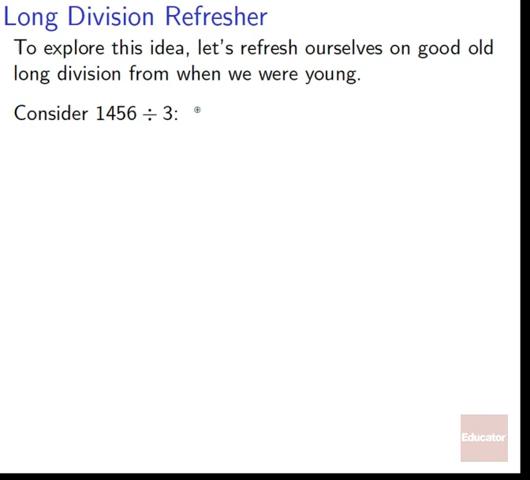 Long Division Refresher
To explore this idea, let's refresh ourselves on good old
long division from when we were young.
Consider 1456 ÷ 3:
Educator